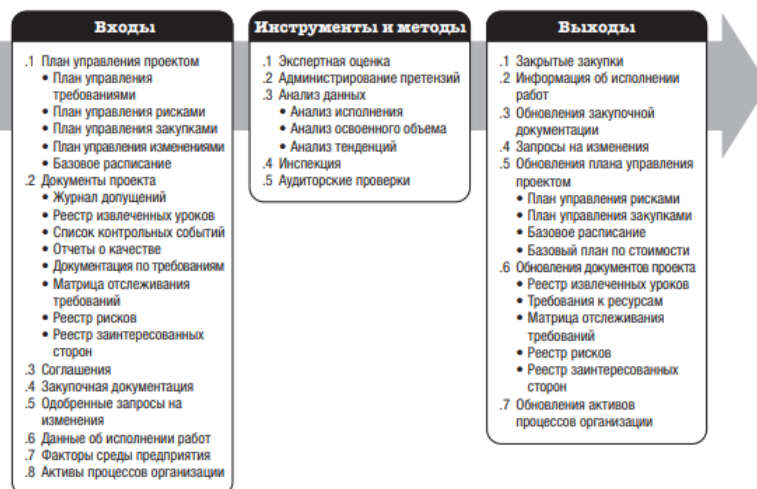 Входы
.1 План управления проектом
• План управления
требованиями
• План управления рисками
• План управления закупками
• План управления изменениями
• Базовое расписание
.2 Документы проекта
• Журнал допущений
• Реестр извлеченных уроков
• Список контрольных событий
• Отчеты о качестве
• Документация по требованиям
• Матрица отслеживания
требований
• Реестр рисков
• Реестр заинтересованных
сторон
.3 Соглашения
.4 Закупочная документация
.5 Одобренные запросы на
изменения
.6 Данные об исполнении работ
.7 Факторы среды предприятия
.8 Активы процессов организации
Инструменты и методы
.1 Экспертная оценка
.2 Администрирование претензий
.3 Анализ данных
• Анализ исполнения
• Анализ освоенного объема
• Анализ тенденций
.4 Инспекция
.5 Аудиторские проверки
Выходы
.1 Закрытые закупки
.2 Информация об исполнении
работ
.3 Обновления закупочной
документации
.4 Запросы на изменения
.5 Обновления плана управления
проектом
• План управления рисками
• План управления закупками
• Базовое расписание
• Базовый план по стоимости
.6 Обновления документов проекта
• Реестр извлеченных уроков
• Требования к ресурсам
• Матрица отслеживания
требований
• Реестр рисков
• Реестр заинтересованных
сторон
.7 Обновления активов
процессов организации